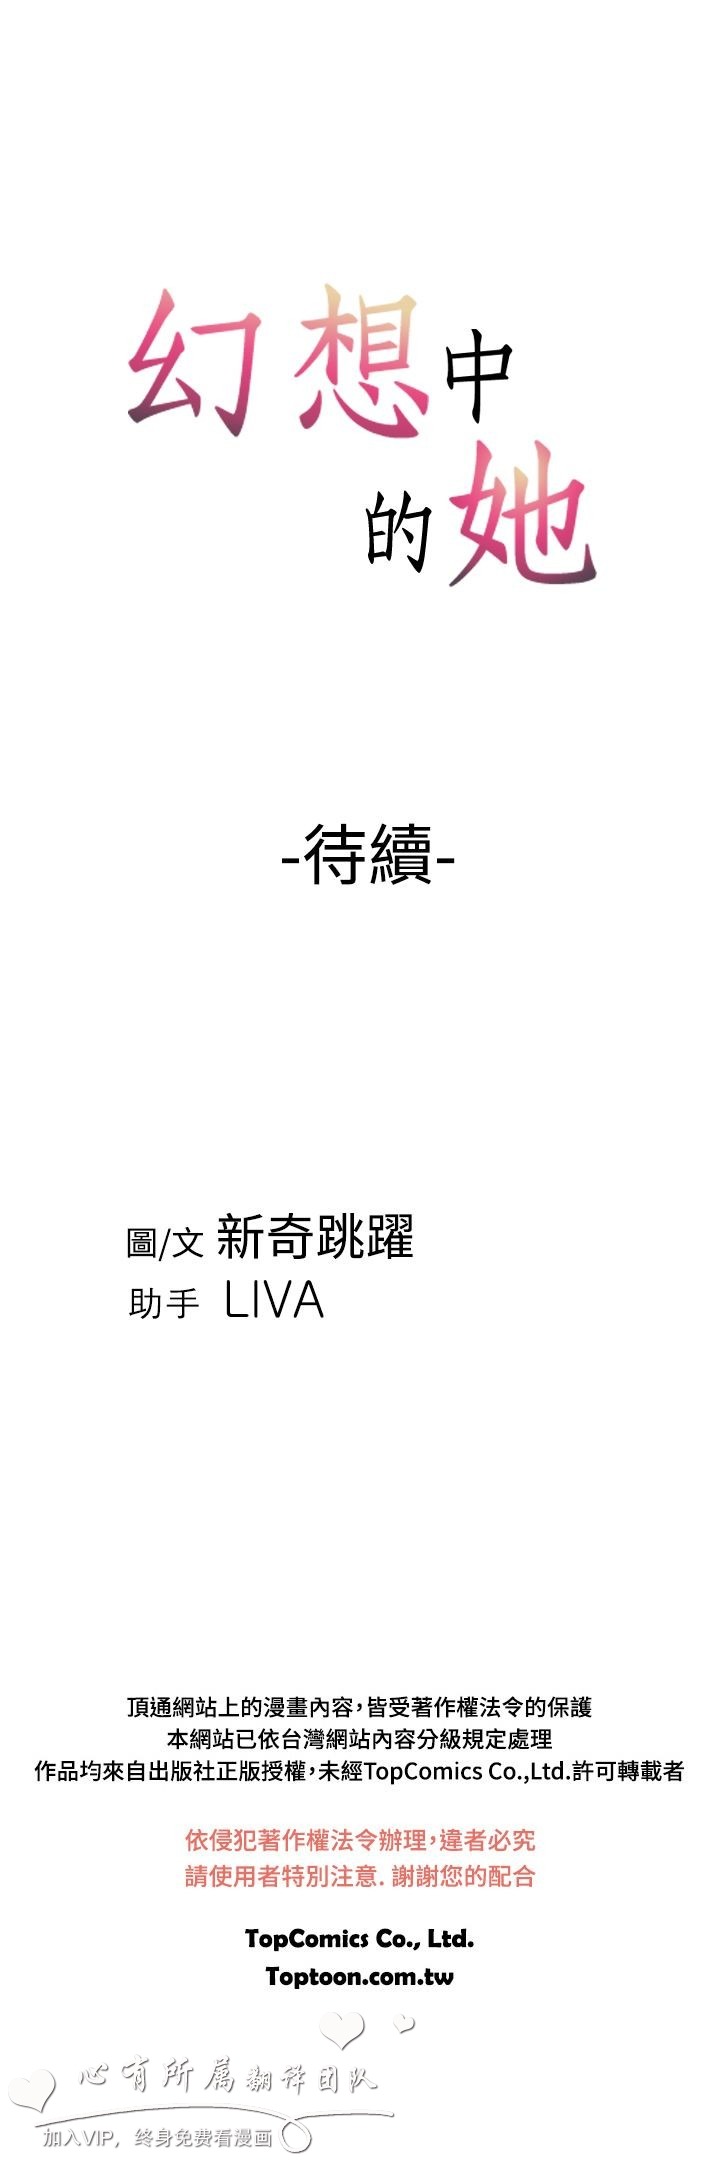 幻想中
的她
-待續-
圖/文 新奇跳躍
助手 LIVA
頂通網站上的漫畫內容，皆受著作權法令的保護
本網站已依台灣網站內容分級規定處理
作品均來自出版社正版授權，未經TopComics Co.,Ltd.許可轉載者
依侵犯著作權法令辦理，違者必究
請使用者特別注意. 謝謝您的配合
TopComics Co., Ltd.
Toptoon.com.tw
心有所属翻译团队
加入VIP，终身免费看漫画